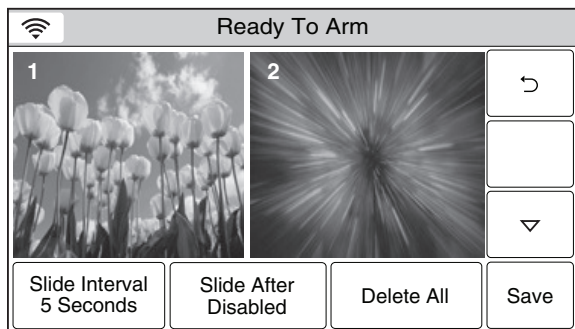 Ready To Arm
1
2
Slide Interval
5 Seconds
Slide After
Disabled
Delete All
Save